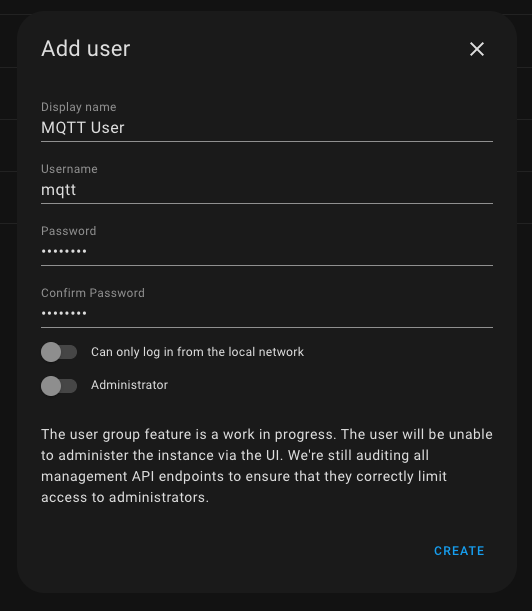 Add user
Display name
MQTT User
Username
mqtt
Password
••••••••
Confirm Password
••••••••
Can only log in from the local network
Administrator
The user group feature is a work in progress. The user will be unable
to administer the instance via the UI. We're still auditing all
management API endpoints to ensure that they correctly limit
access to administrators.
CREATE